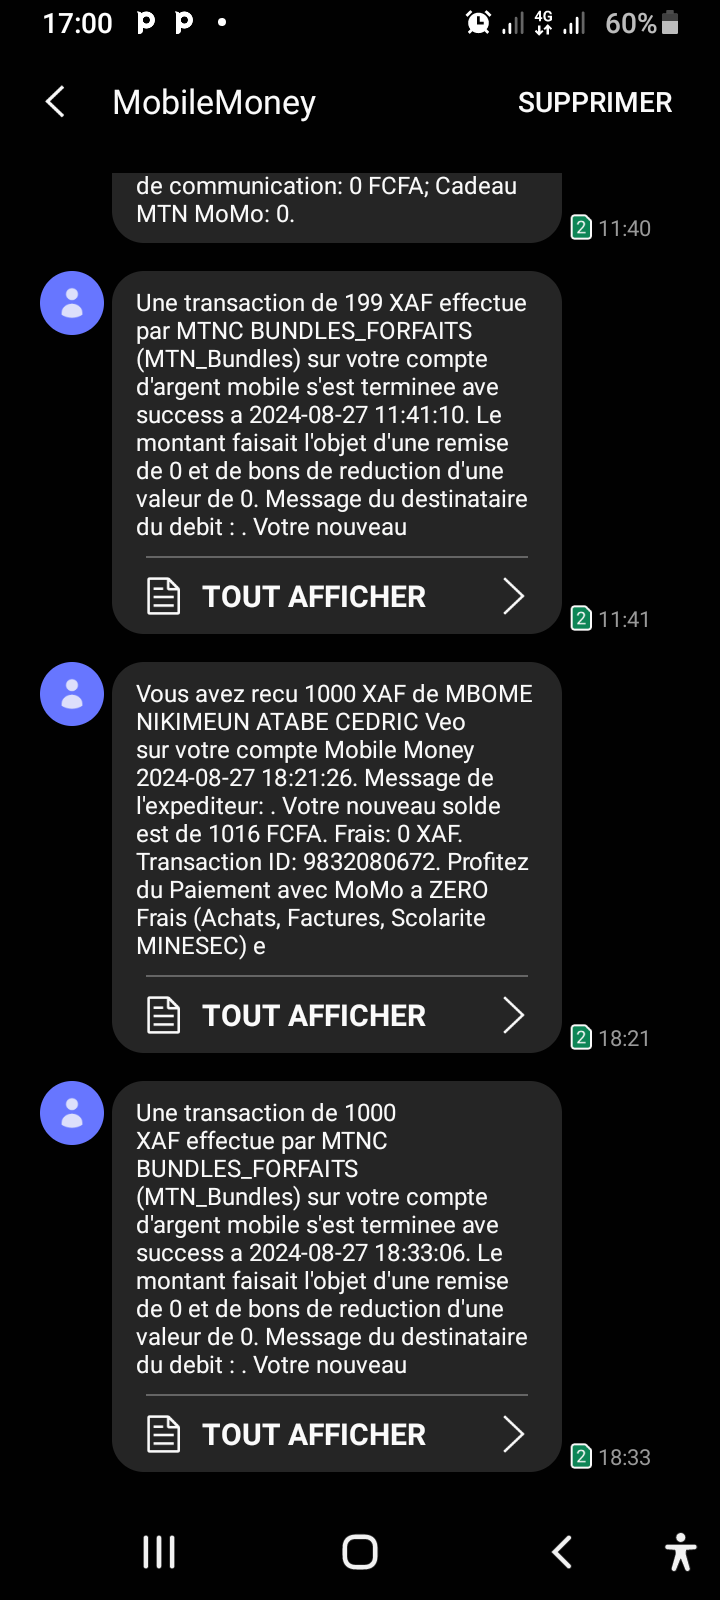 17:00
4G
60%
MobileMoney
SUPPRIMER
de communication: 0 FCFA; Cadeau
MTN MoMo: 0.
2 11:40
Une transaction de 199 XAF effectue
par MTNC BUNDLES_FORFAITS
(MTN_Bundles) sur votre compte
d'argent mobile s'est terminee ave
success a 2024-08-27 11:41:10. Le
montant faisait l'objet d'une remise
de 0 et de bons de reduction d'une
valeur de 0. Message du destinataire
du debit : . Votre nouveau
TOUT AFFICHER
2 11:41
Vous avez recu 1000 XAF de MBOME
NIKIMEUN ATABE CEDRIC Veo
sur votre compte Mobile Money
2024-08-27 18:21:26. Message de
l'expediteur: . Votre nouveau solde
est de 1016 FCFA. Frais: 0 XAF.
Transaction ID: 9832080672. Profitez
du Paiement avec MoMo a ZERO
Frais (Achats, Factures, Scolarite
MINESEC) e
TOUT AFFICHER
2 18:21
Une transaction de 1000
XAF effectue par MTNC
BUNDLES_FORFAITS
(MTN_Bundles) sur votre compte
d'argent mobile s'est terminee ave
success a 2024-08-27 18:33:06. Le
montant faisait l'objet d'une remise
de 0 et de bons de reduction d'une
valeur de 0. Message du destinataire
du debit : . Votre nouveau
TOUT AFFICHER
2 18:33